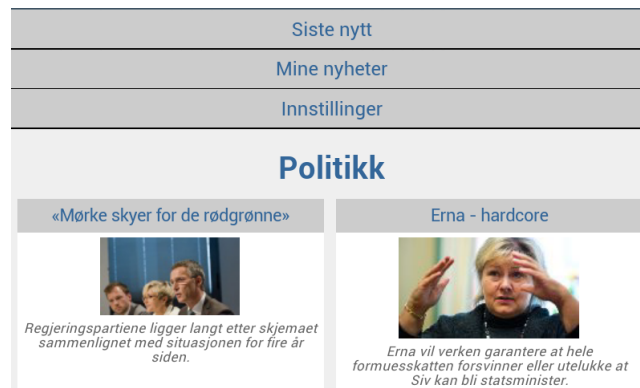 Siste nytt
Mine nyheter
Innstillinger
Politikk
«Mørke skyer for de rødgrønne»
Regjeringspartiene ligger langt etter skjemaet
sammenlignet med situasjonen for fire år
siden.
Erna - hardcore
Erna vil verken garantere at hele
formuesskatten forsvinner eller utelukke at
Siv kan bli statsminister.